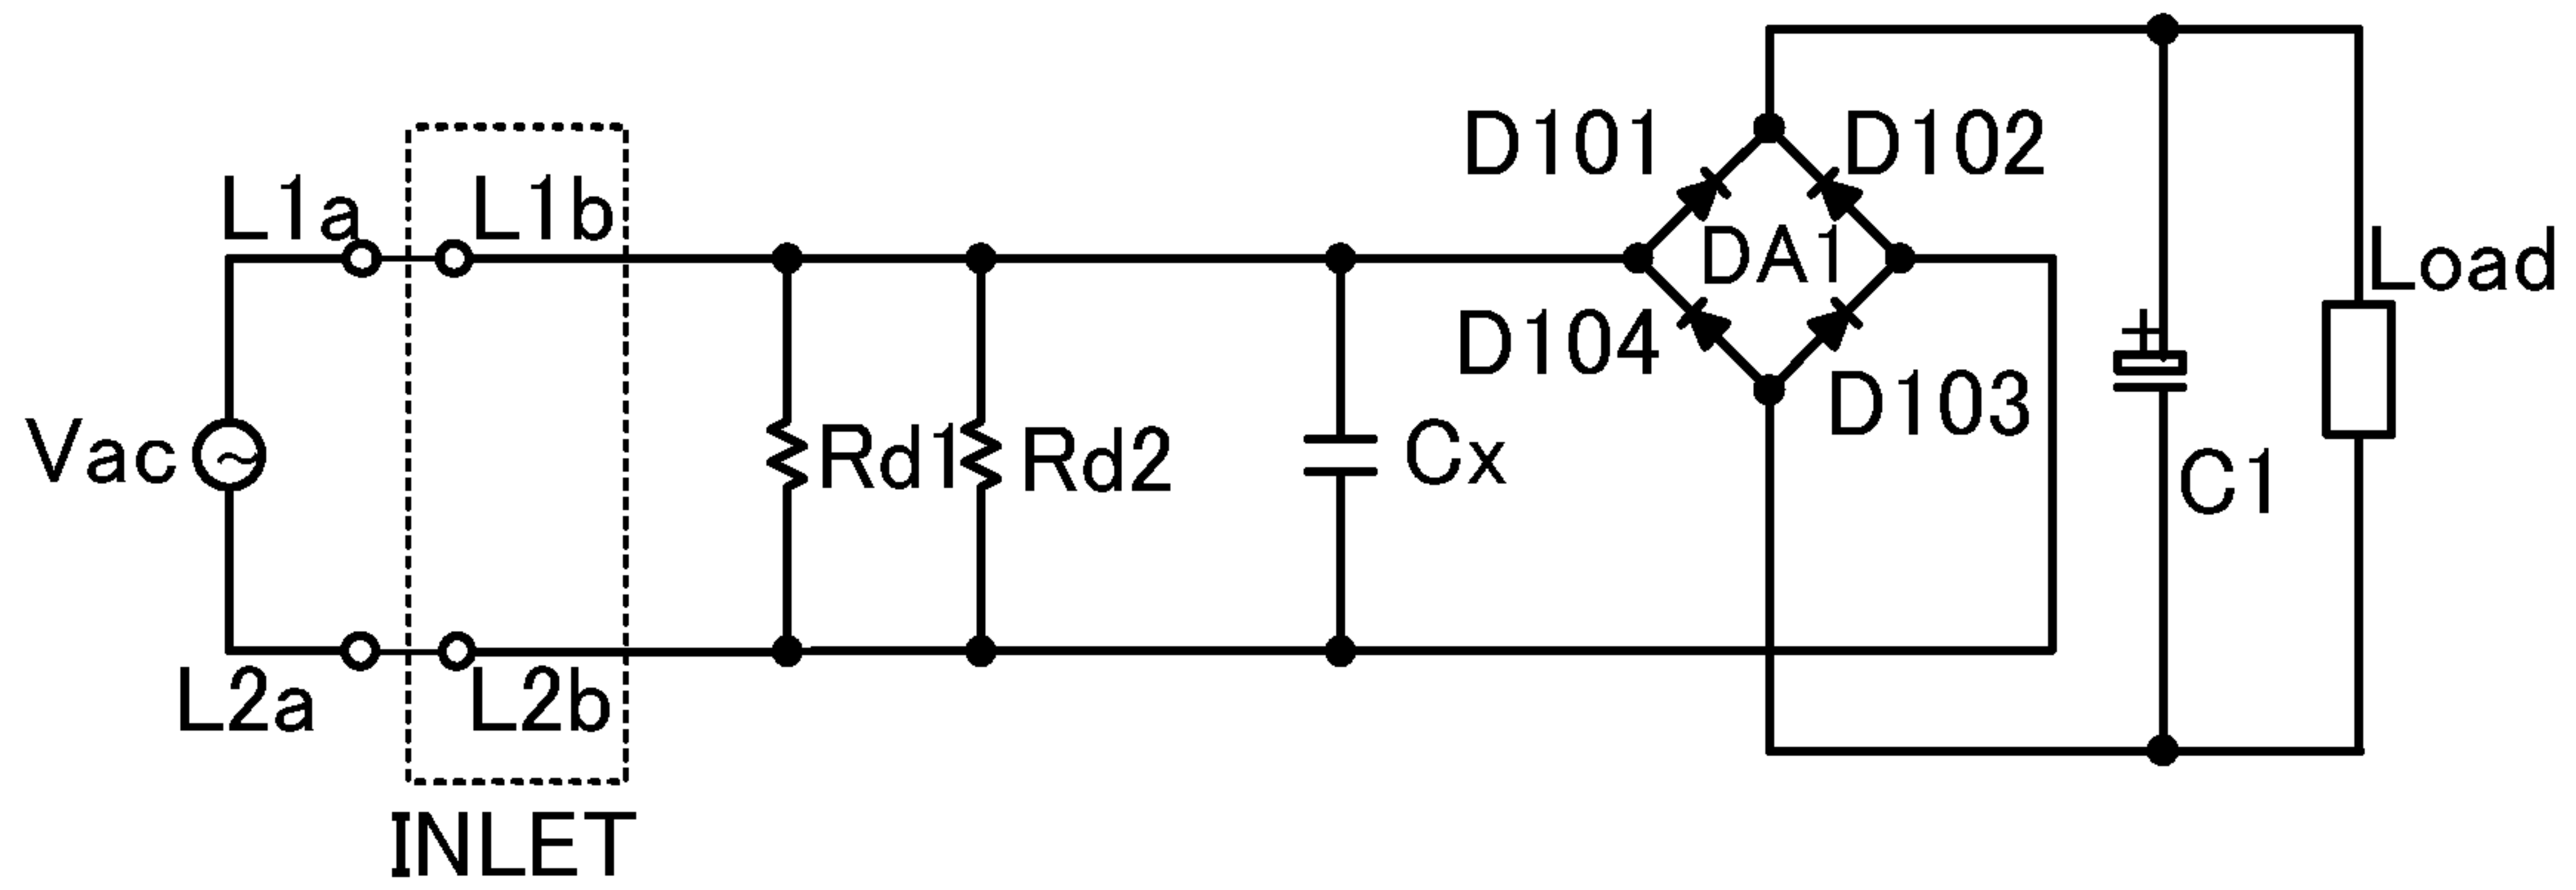 D101
D102
L1a
L1b
DA1
Load
D104
D103
+
Vac
~
Rd1
Rd2
Cx
C1
L2a
L2b
INLET